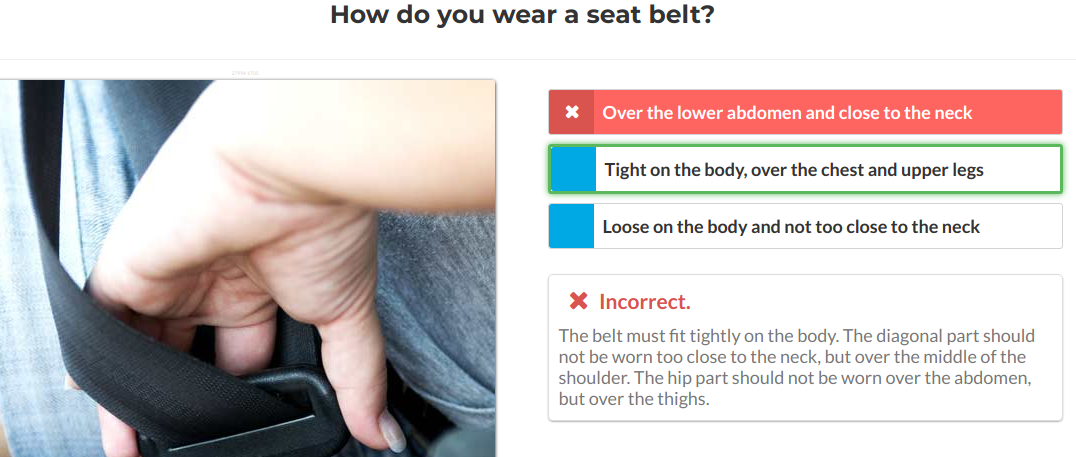 How do you wear a seat belt?
Over the lower abdomen and close to the neck
Tight on the body, over the chest and upper legs
Loose on the body and not too close to the neck
Incorrect.
The belt must fit tightly on the body. The diagonal part should
not be worn too close to the neck, but over the middle of the
shoulder. The hip part should not be worn over the abdomen,
but over the thighs.